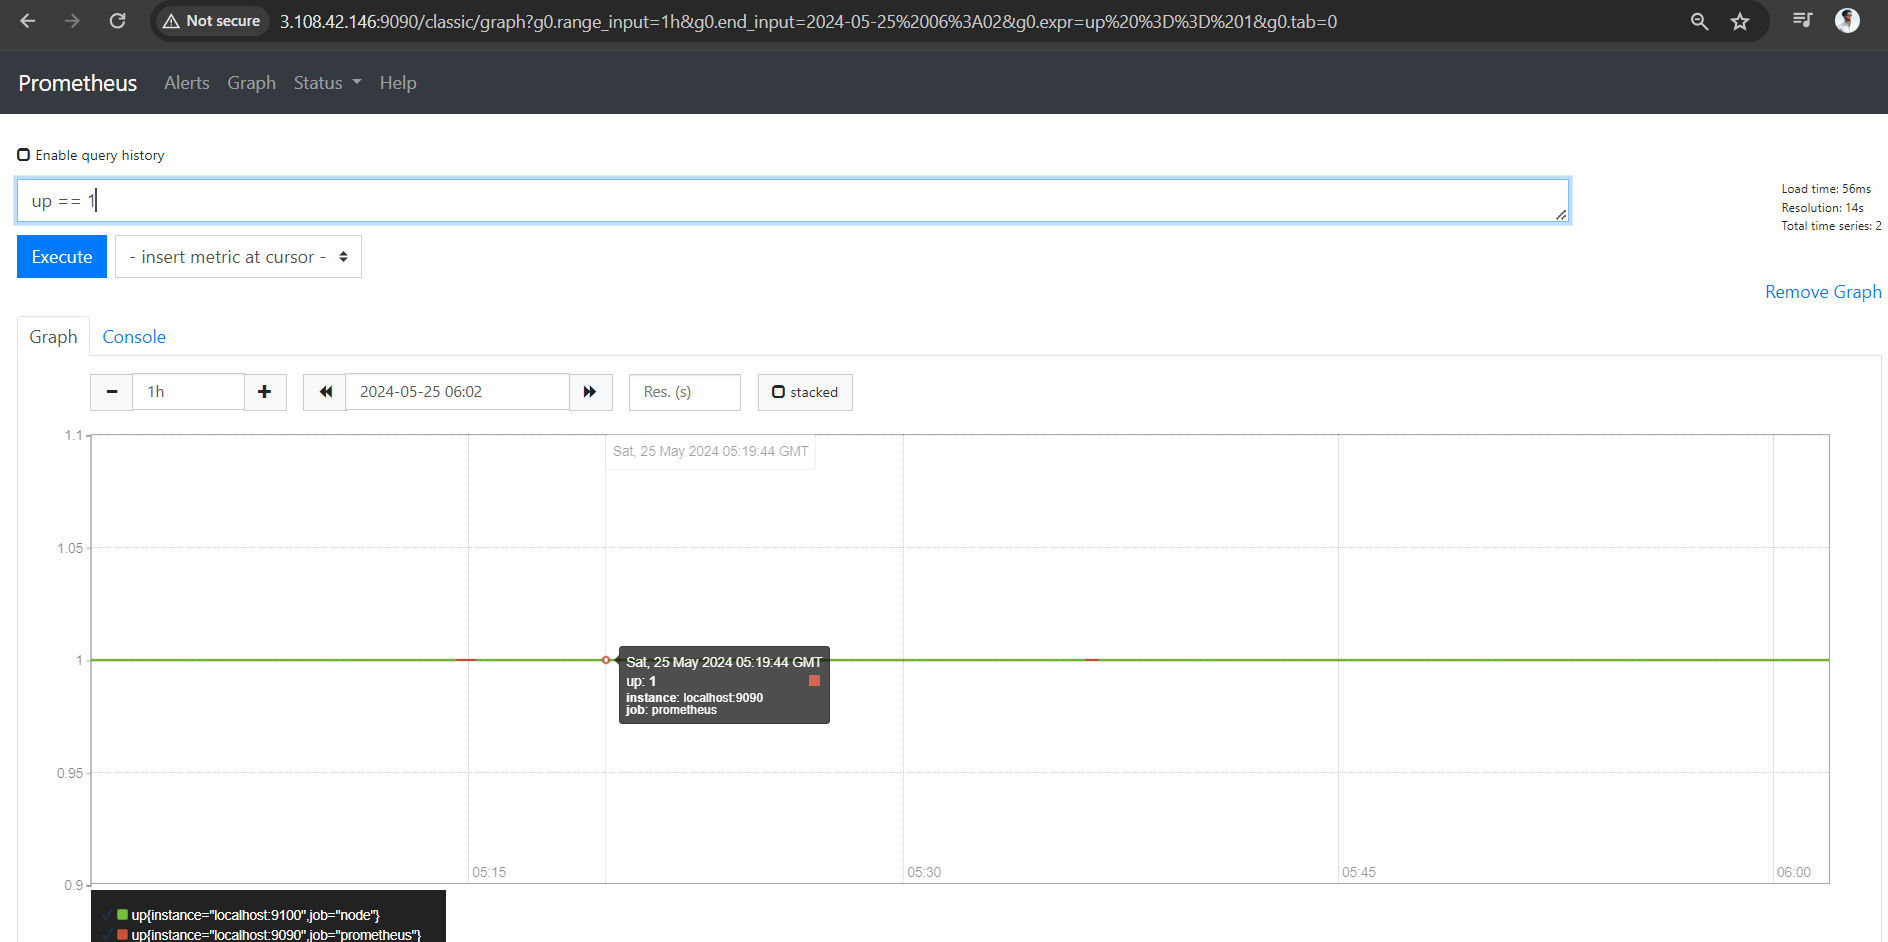 Not secure 3.108.42.146:9090/classic/graph?g0.range_input=1h&g0.end_input=2024-05-25%2006%3A02&g0.expr=up%20%3D%3D%201&g0.tab=0
Prometheus Alerts Graph Status Help
Enable query history
up == 1
Load time: 56ms
Resolution: 14s
Total time series: 2
Execute - insert metric at cursor -
Remove Graph
Graph Console
1h 2024-05-25 06:02 Res. (s) stacked
1.1
Sat, 25 May 2024 05:19:44 GMT
1.05
1
Sat, 25 May 2024 05:19:44 GMT
up: 1
instance: localhost:9090
job: prometheus
0.95
05:15 05:30 05:45 06:00
0.9
up{instance="localhost:9100",job="node"}
up{instance="localhost:9090",job="prometheus"}